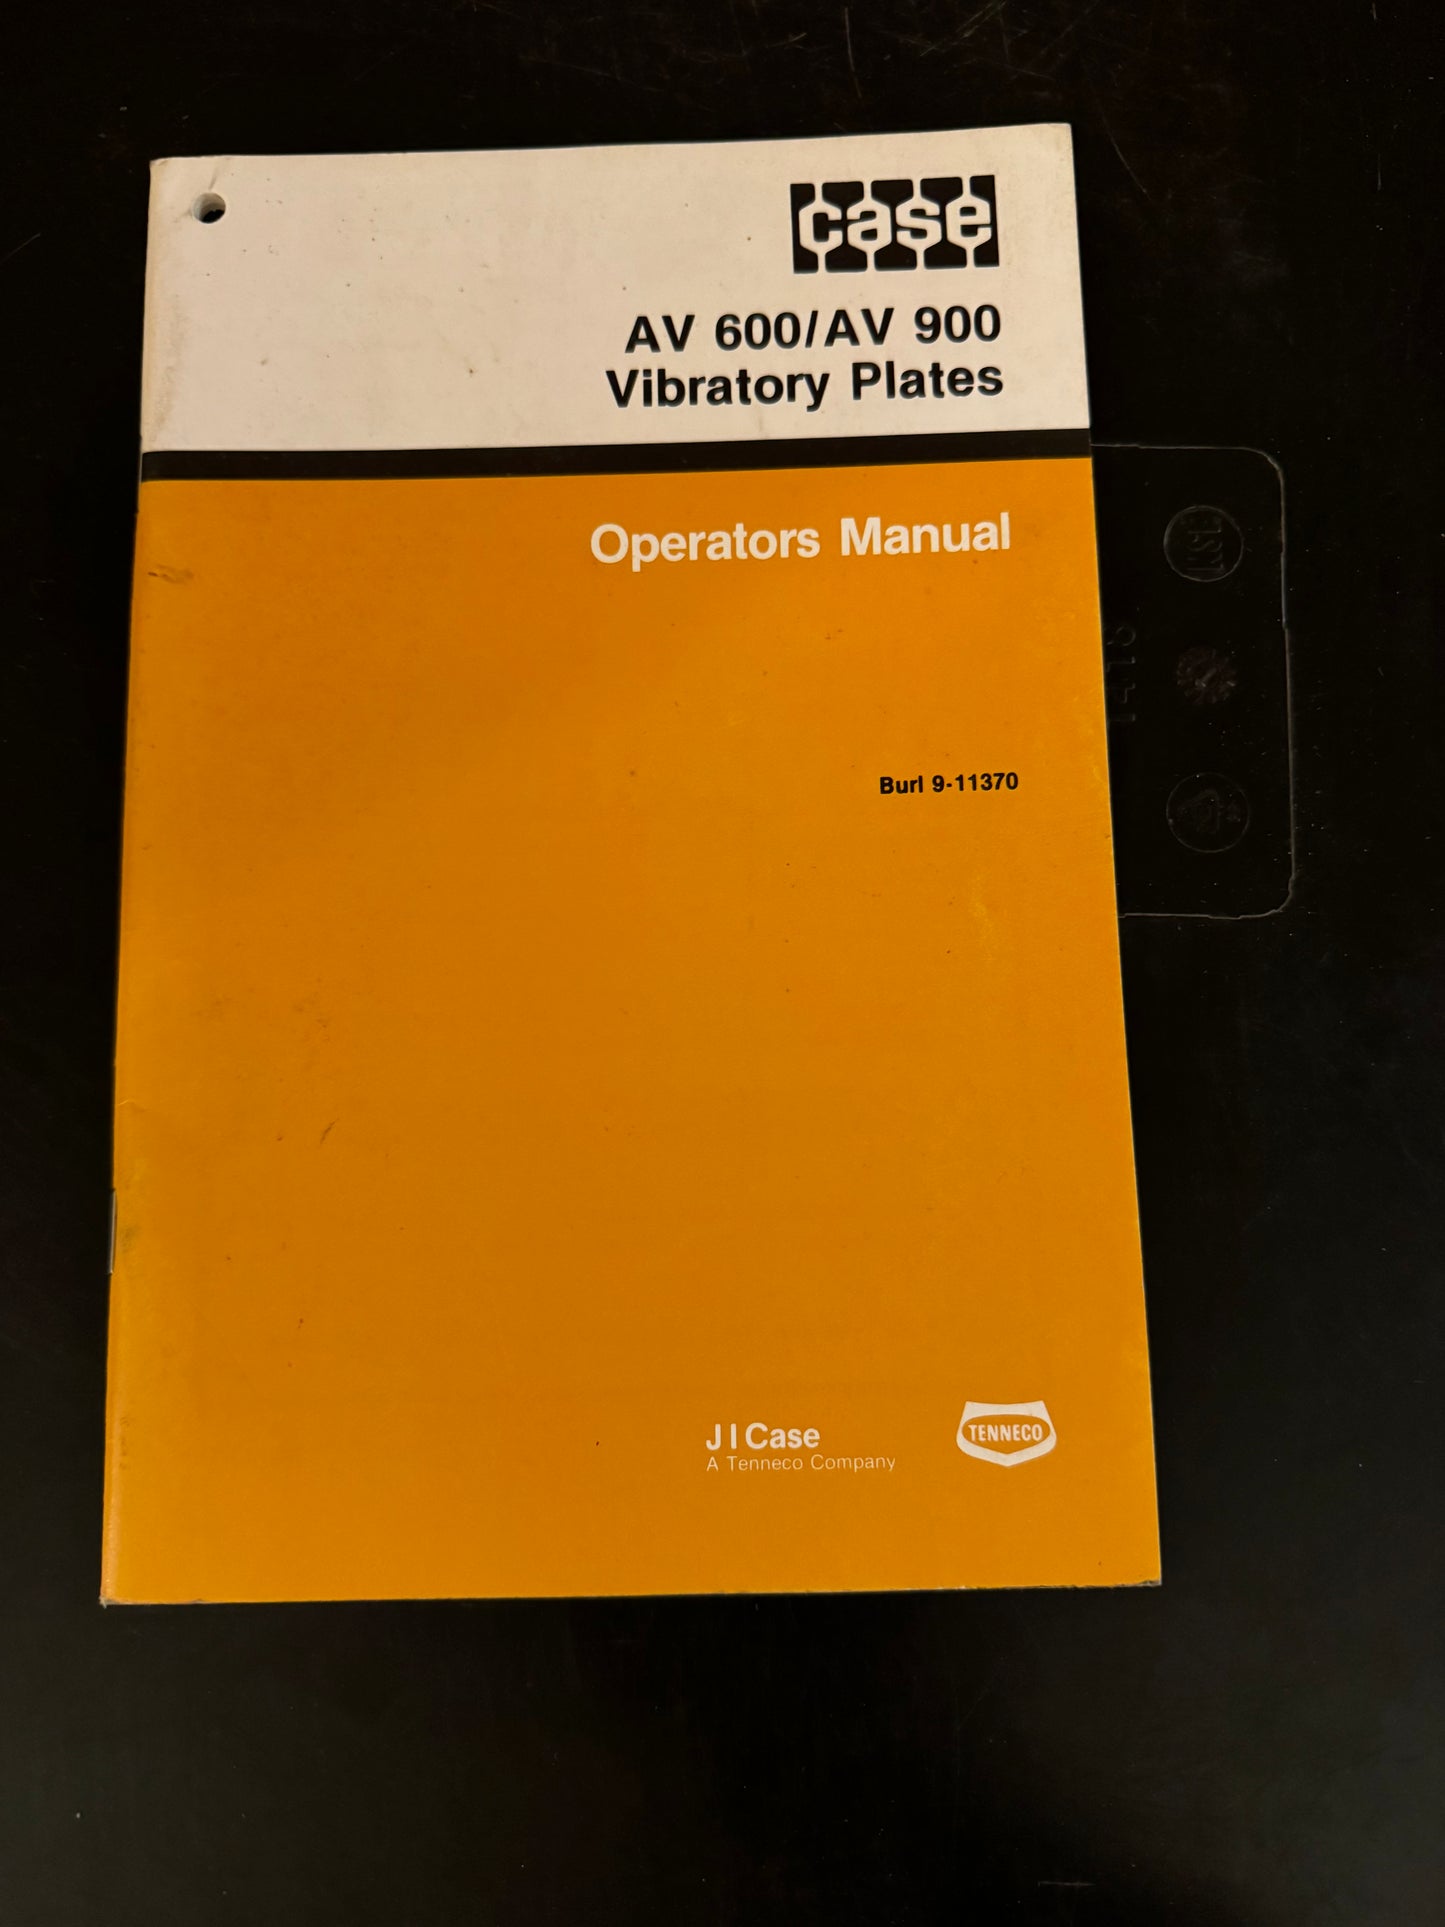 case
AV 600/AV 900
Vibratory Plates
Operators Manual
Burl 9-11370
J I Case
A Tenneco Company
TENNECO